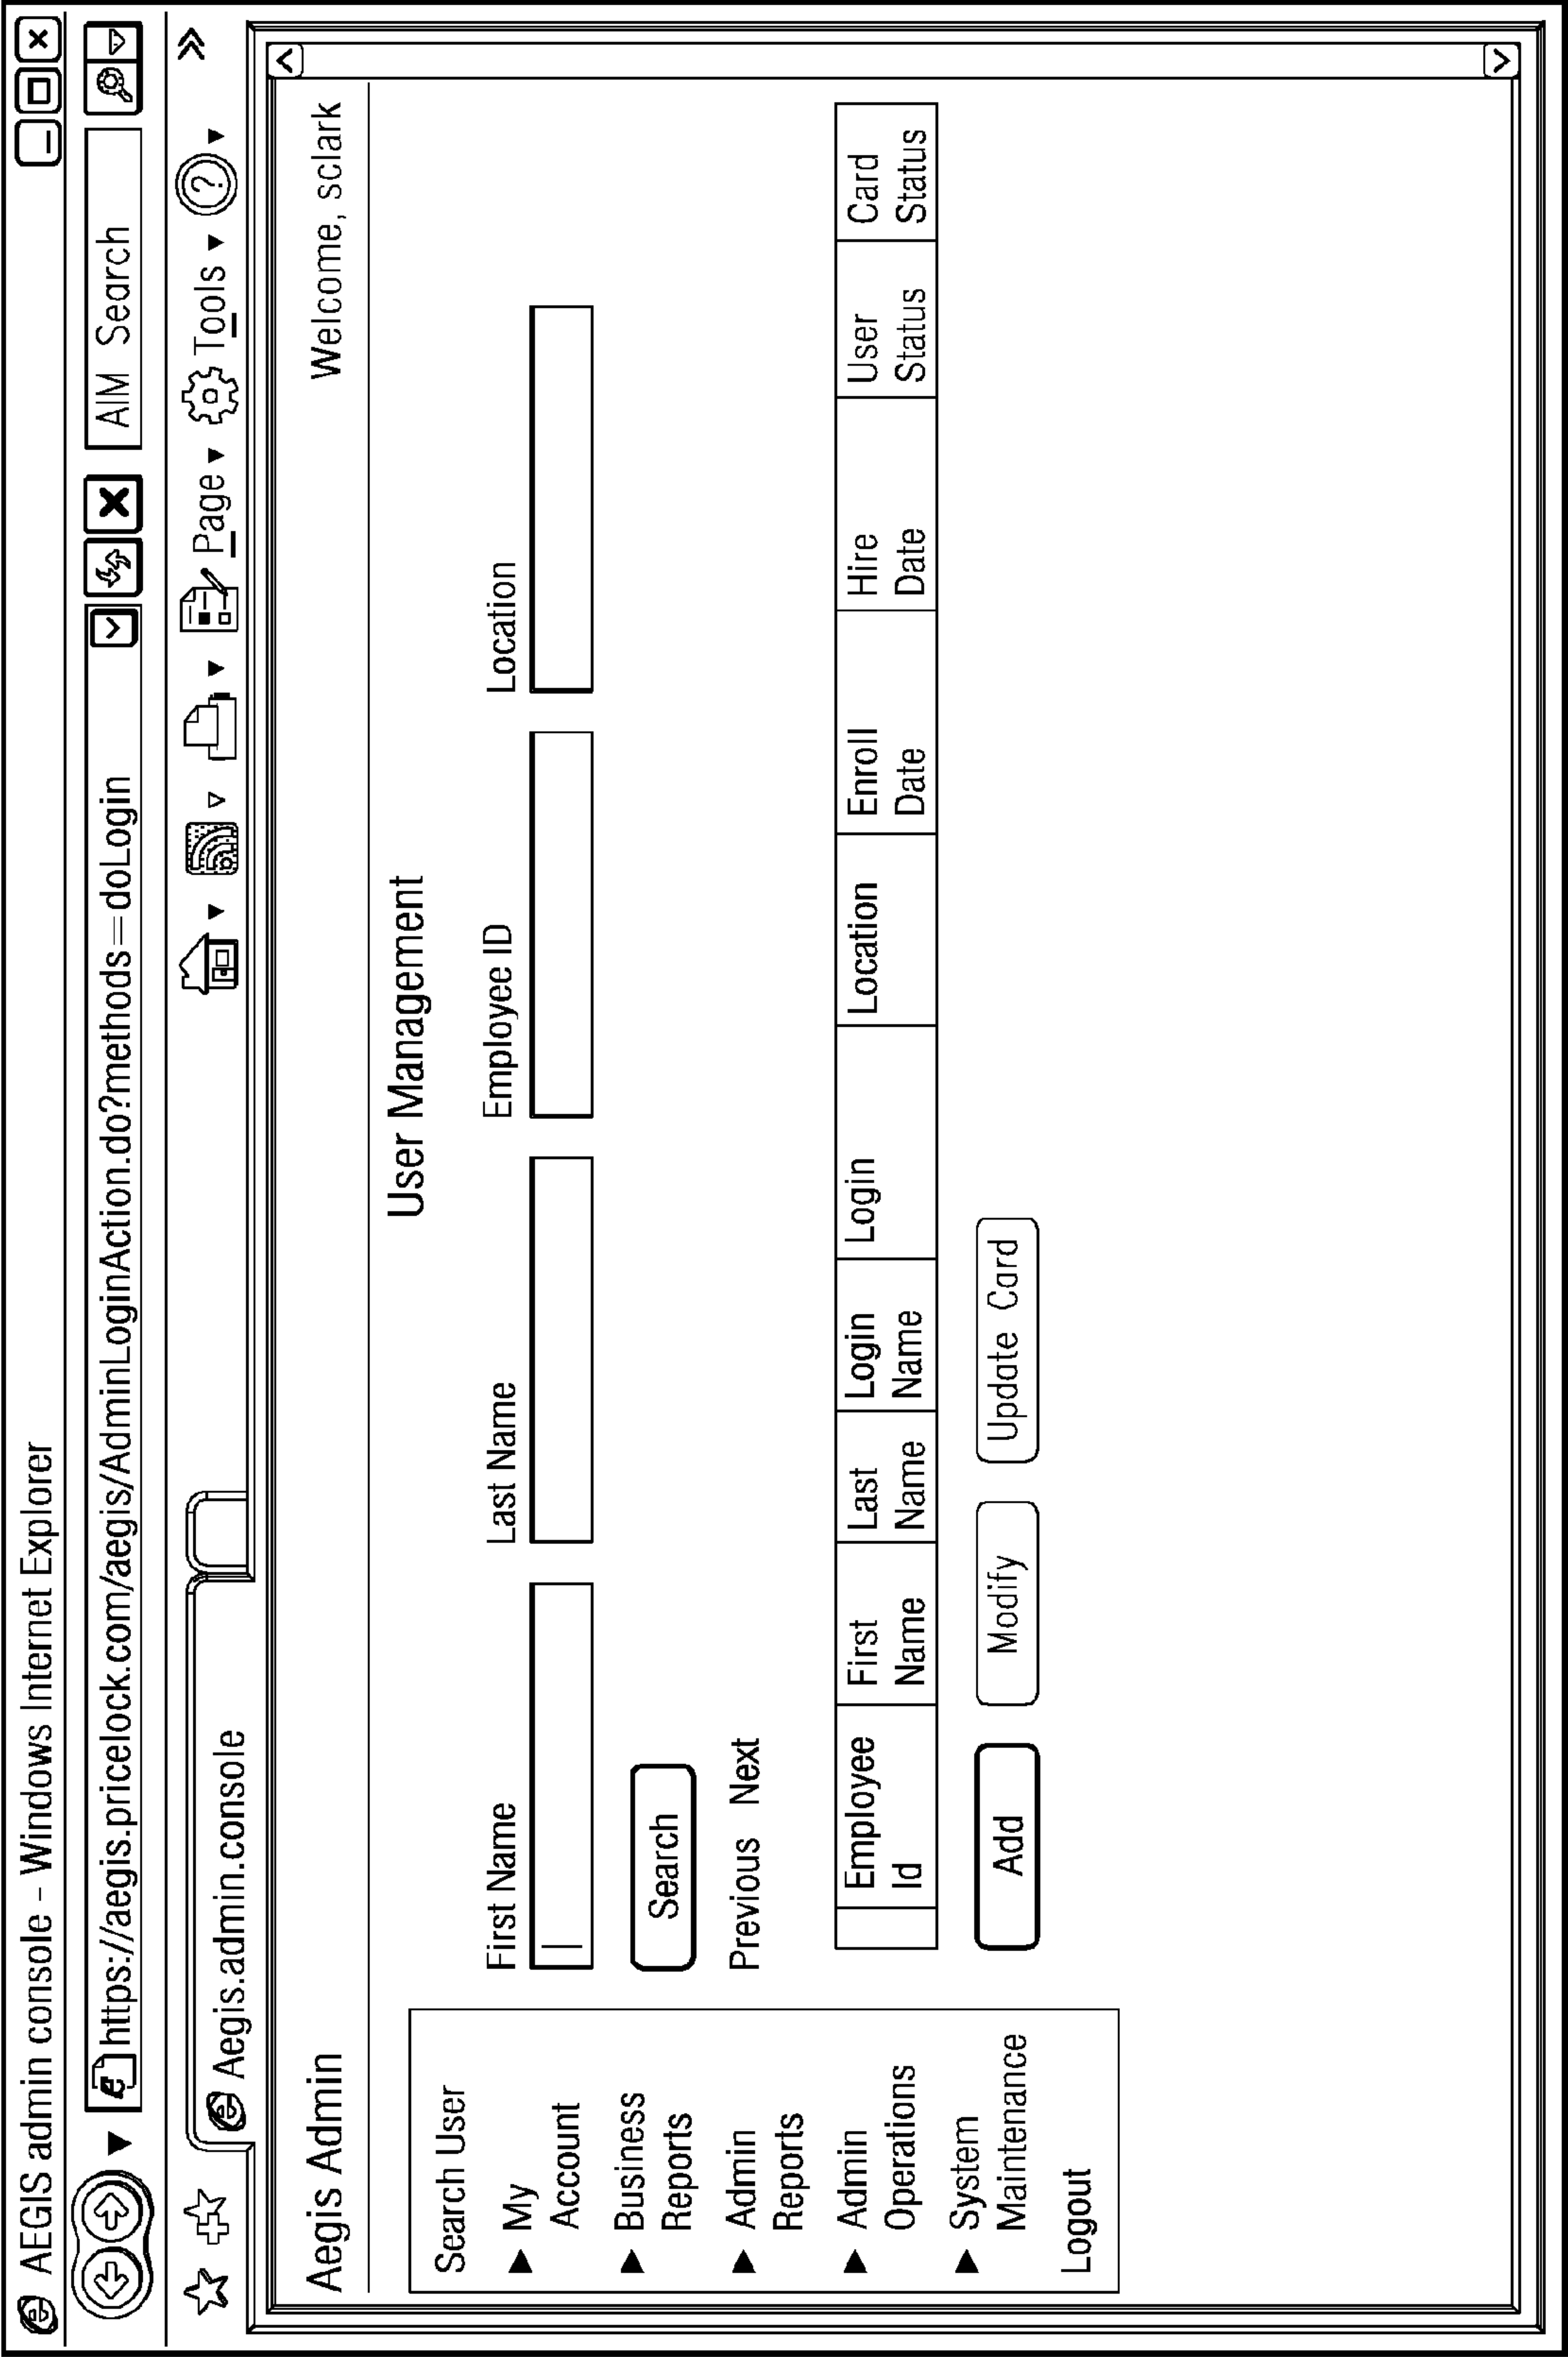 AEGIS admin console - Windows Internet Explorer
https://aegis.pricelock.com/aegis/AdminLoginAction.do?methods=doLogin
AIM Search
Aegis.admin.console
Page
Tools
?
Aegis Admin
Welcome, sclark
Search User
▶ My
Account
▶ Business
Reports
▶ Admin
Reports
▶ Admin
Operations
▶ System
Maintenance
Logout
User Management
First Name
Last Name
Employee ID
Location
Search
Previous Next
Employee
Id
First
Name
Last
Name
Login
Name
Login
Location
Enroll
Date
Hire
Date
User
Status
Card
Status
Add
Modify
Update Card